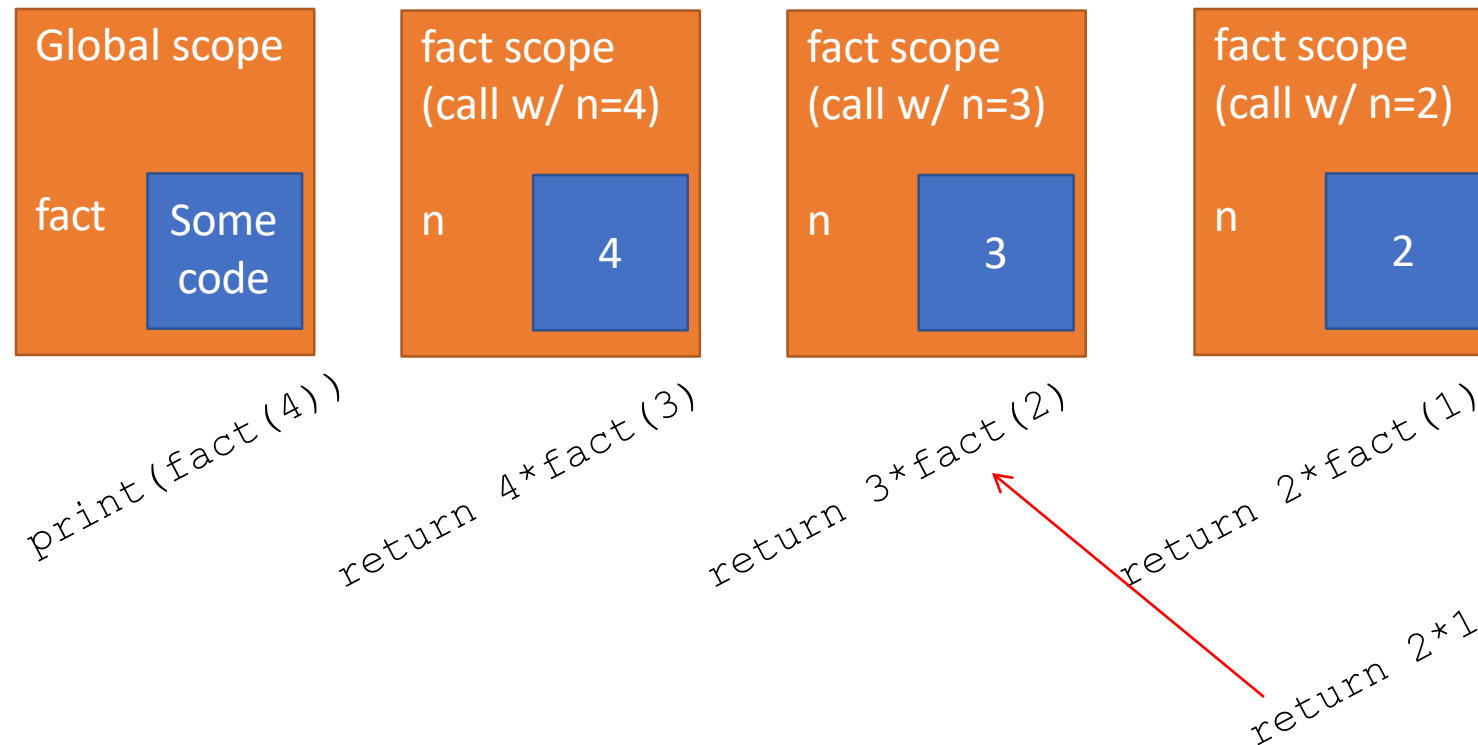 Global scope
fact
Some
code
fact scope
(call w/ n=4)
n
4
fact scope
(call w/ n=3)
n
3
fact scope
(call w/ n=2)
n
2
print(fact(4))
return 4*fact(3)
return 3*fact(2)
return 2*fact(1)
return 2*1